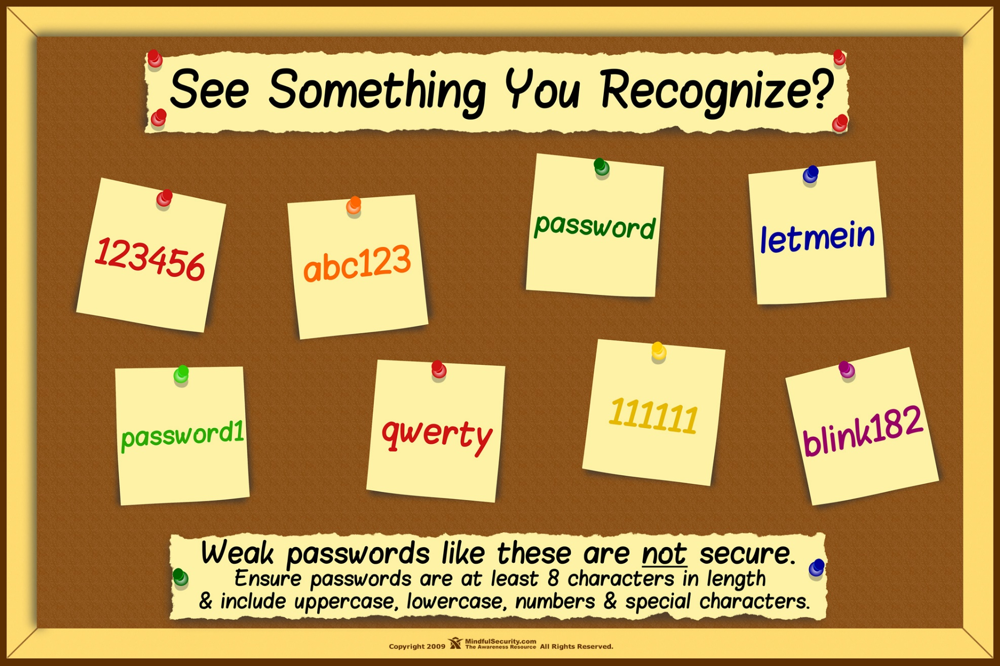 See Something You Recognize?
123456
abc123
password
letmein
password1
qwerty
111111
blink182
Weak passwords like these are not secure.
Ensure passwords are at least 8 characters in length
& include uppercase, lowercase, numbers & special characters.
Copyright 2009 MindfulSecurity.com
The Awareness Resource All Rights Reserved.